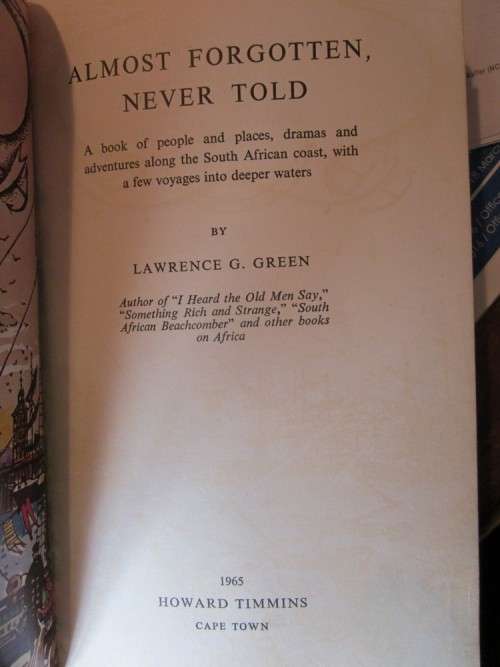 ALMOST FORGOTTEN,
NEVER TOLD
A book of people and places, dramas and
adventures along the South African coast, with
a few voyages into deeper waters
BY
LAWRENCE G. GREEN
Author of "I Heard the Old Men Say,"
"Something Rich and Strange," "South
African Beachcomber" and other books
on Africa
1965
HOWARD TIMMINS
CAPE TOWN